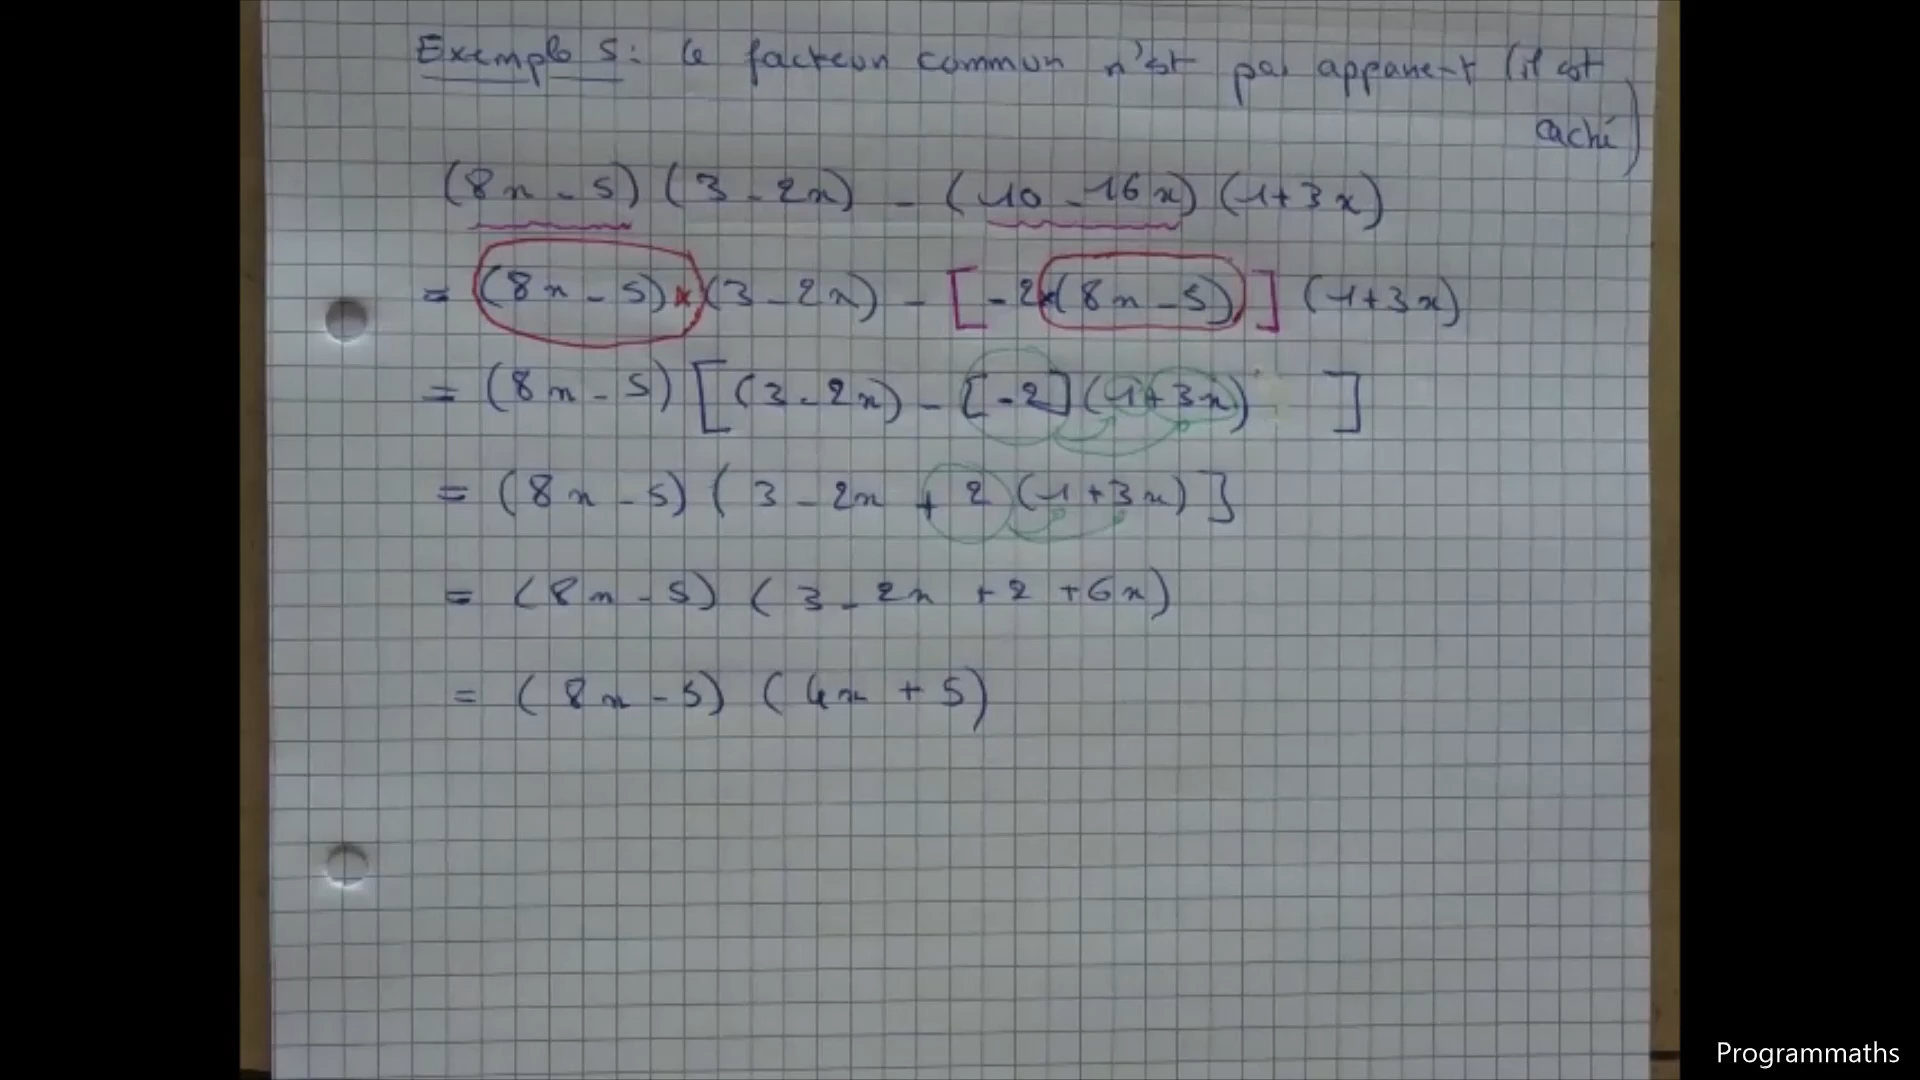 Exemple 5: le facteur commun n'est pas apparent (il est
caché)
(8x - 5) (3 - 2x) - (10 - 16x) (1 + 3x)
= (8x - 5) × (3 - 2x) - [-2×(8x - 5)] (1 + 3x)
= (8x - 5) [(3 - 2x) - [-2] (1 + 3x) ]
= (8x - 5) ( 3 - 2x + 2 (1 + 3x) ]
= (8x - 5) (3 - 2x + 2 + 6x)
= (8x - 5) (4x + 5)
Programmaths